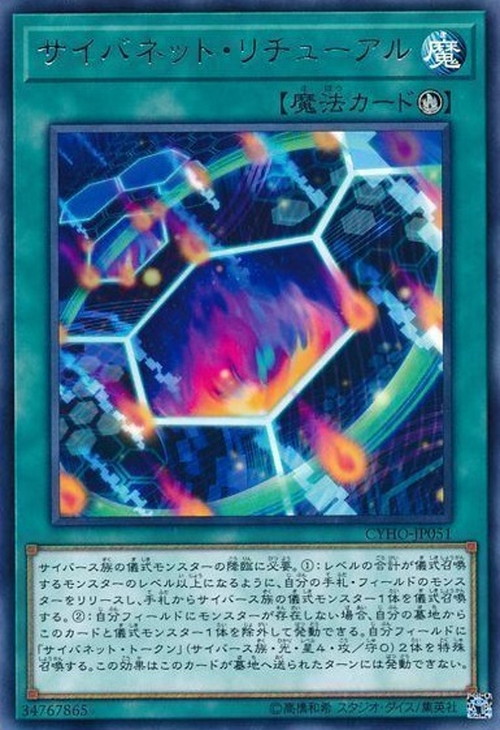 サイバネット・リチューアル
魔
【魔法カード】
CYHO-JP051
サイバース族の儀式モンスターの降臨に必要。①:レベルの合計が儀式召喚
するモンスターのレベル以上になるように、自分の手札・フィールドのモンス
ターをリリースし、手札からサイバース族の儀式モンスター1体を儀式召喚
する。②:自分フィールドにモンスターが存在しない場合、自分の墓地から
このカードと儀式モンスター1体を除外して発動できる。自分フィールドに
「サイバネット・トークン」(サイバース族・光・星4・攻/守0)2体を特殊
召喚する。この効果はこのカードが墓地へ送られたターンには発動できない。
34767865 ©高橋和希 スタジオ・ダイス/集英社